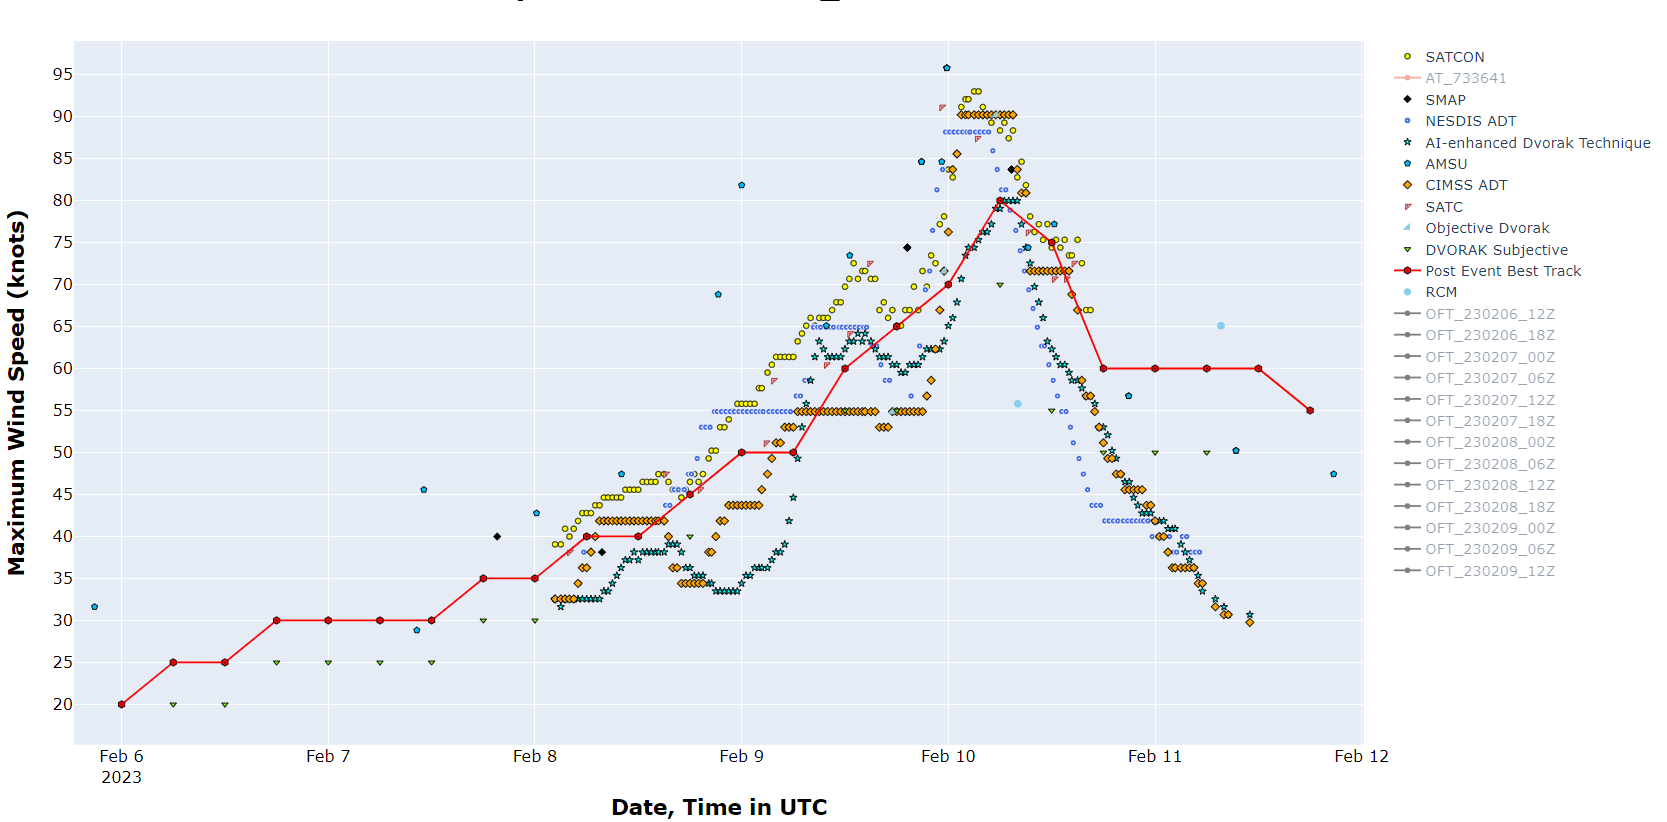 95
90
85
80
75
70
65
60
55
50
45
40
35
30
25
20
Maximum Wind Speed (knots)
Feb 6
2023
Feb 7
Feb 8
Feb 9
Feb 10
Feb 11
Feb 12
Date, Time in UTC
SATCON
AT_733641
SMAP
NESDIS ADT
AI-enhanced Dvorak Technique
AMSU
CIMSS ADT
SATC
Objective Dvorak
DVORAK Subjective
Post Event Best Track
RCM
OFT_230206_12Z
OFT_230206_18Z
OFT_230207_00Z
OFT_230207_06Z
OFT_230207_12Z
OFT_230207_18Z
OFT_230208_00Z
OFT_230208_06Z
OFT_230208_12Z
OFT_230208_18Z
OFT_230209_00Z
OFT_230209_06Z
OFT_230209_12Z